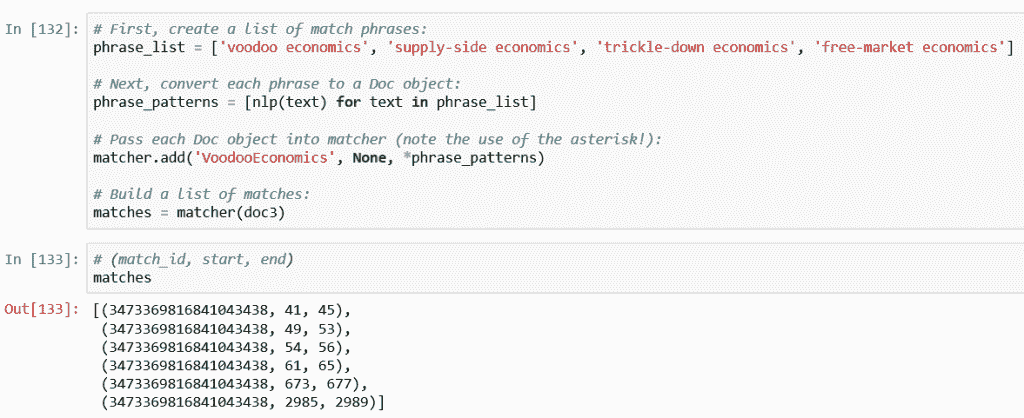 In [132]: # First, create a list of match phrases:
phrase_list = ['voodoo economics', 'supply-side economics', 'trickle-down economics', 'free-market economics']
# Next, convert each phrase to a Doc object:
phrase_patterns = [nlp(text) for text in phrase_list]
# Pass each Doc object into matcher (note the use of the asterisk!):
matcher.add('VoodooEconomics', None, *phrase_patterns)
# Build a list of matches:
matches = matcher(doc3)
In [133]: # (match_id, start, end)
matches
Out[133]: [(3473369816841043438, 41, 45),
(3473369816841043438, 49, 53),
(3473369816841043438, 54, 56),
(3473369816841043438, 61, 65),
(3473369816841043438, 673, 677),
(3473369816841043438, 2985, 2989)]